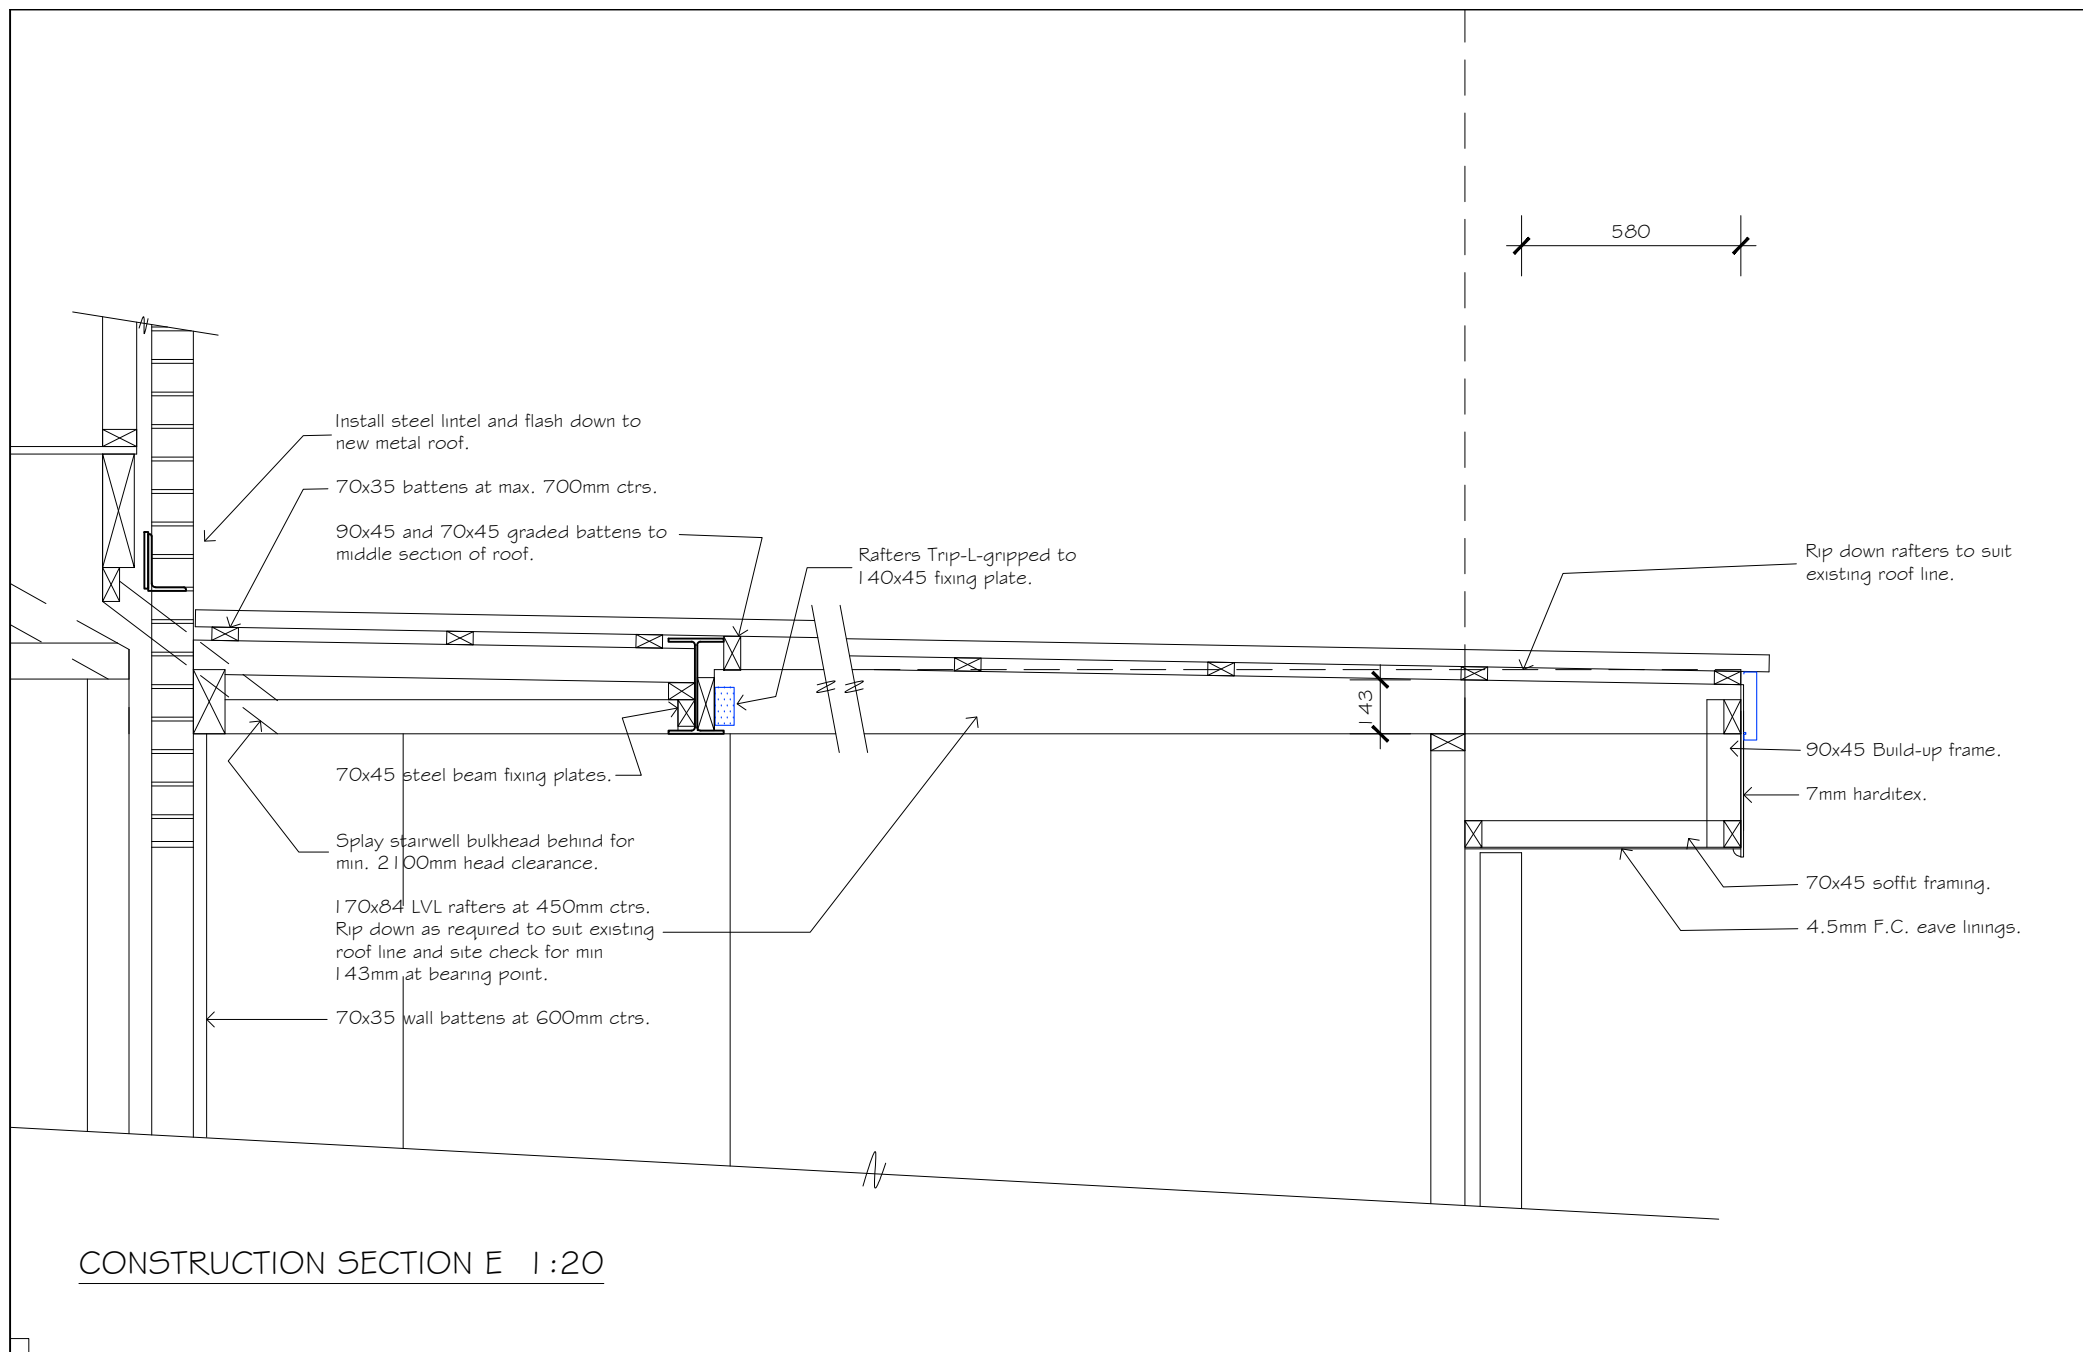 580
Install steel lintel and flash down to
new metal roof.
70x35 battens at max. 700mm ctrs.
90x45 and 70x45 graded battens to
middle section of roof.
Rafters Trip-L-gripped to
140x45 fixing plate.
Rip down rafters to suit
existing roof line.
143
70x45 steel beam fixing plates.
90x45 Build-up frame.
7mm harditex.
Splay stairwell bulkhead behind for
min. 2100mm head clearance.
70x45 soffit framing.
4.5mm F.C. eave linings.
170x84 LVL rafters at 450mm ctrs.
Rip down as required to suit existing
roof line and site check for min
143mm at bearing point.
70x35 wall battens at 600mm ctrs.
CONSTRUCTION SECTION E 1:20